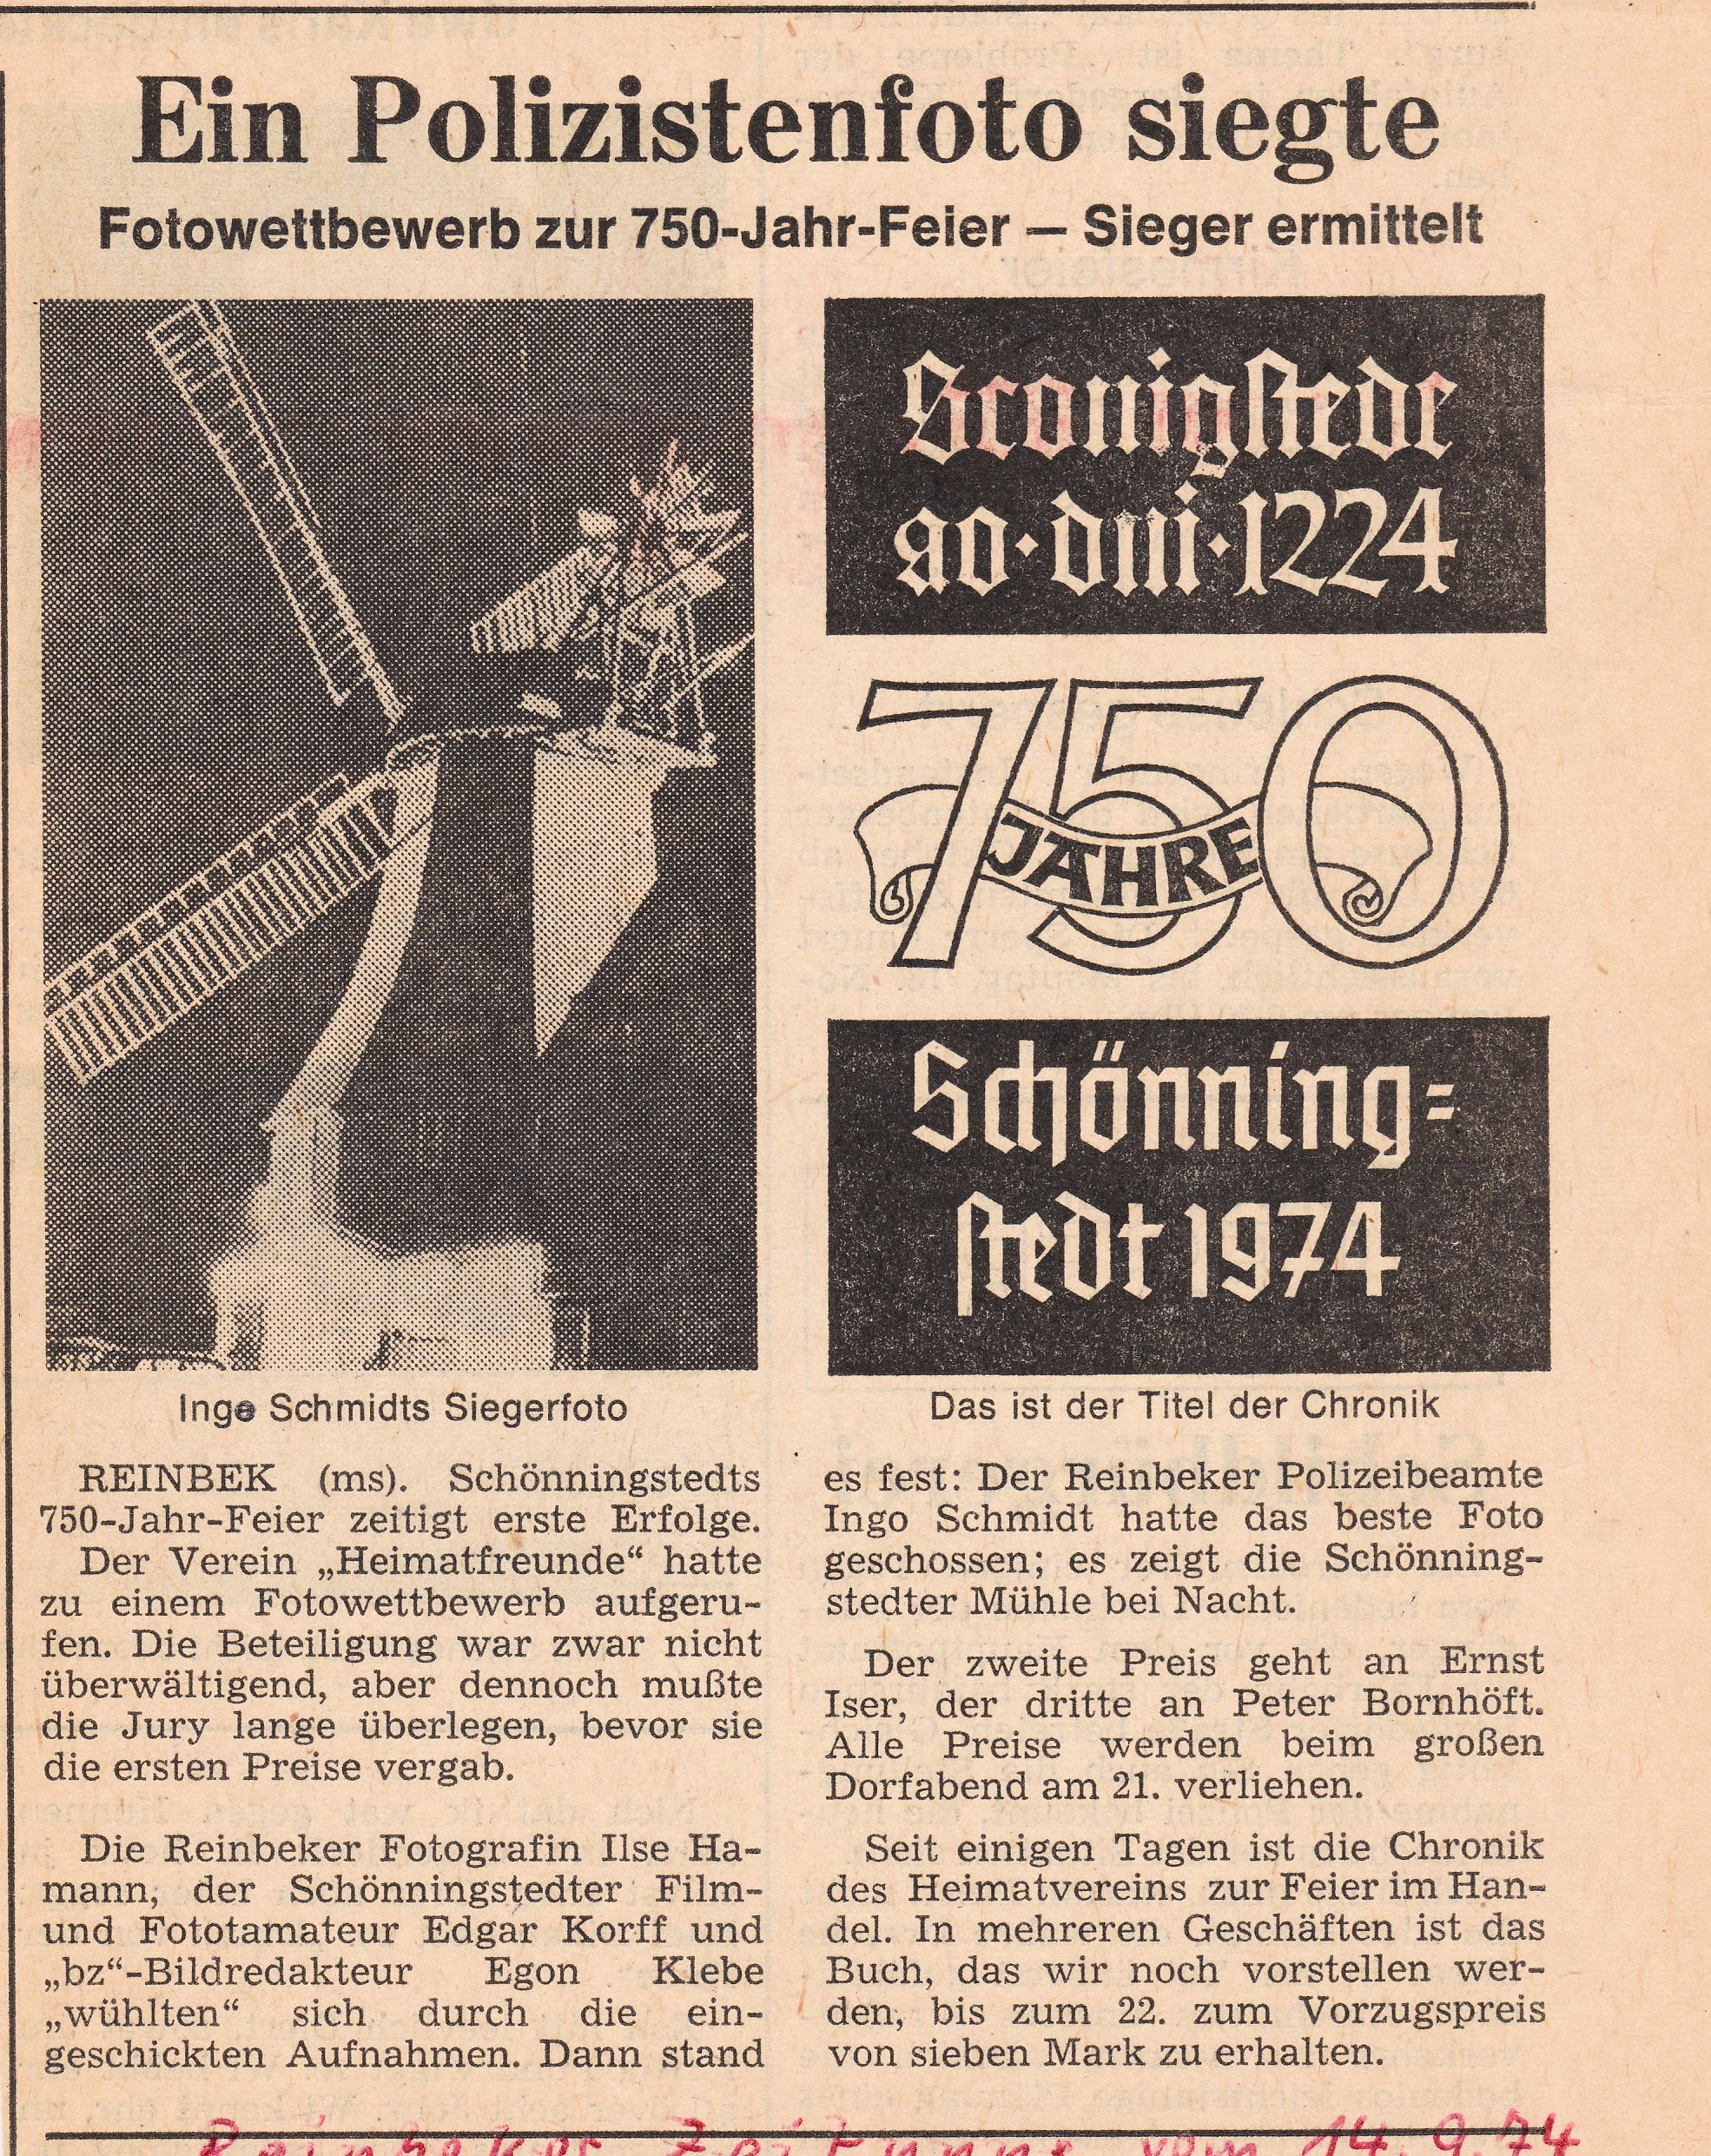 Ein Polizistenfoto siegte
Fotowettbewerb zur 750-Jahr-Feier — Sieger ermittelt
Sconigstede
ao·dni·1224
750
JAHRE
Schönning=
stedt 1974
Inge Schmidts Siegerfoto
Das ist der Titel der Chronik
REINBEK (ms). Schönningstedts
750-Jahr-Feier zeitigt erste Erfolge.
Der Verein „Heimatfreunde“ hatte
zu einem Fotowettbewerb aufgeru-
fen. Die Beteiligung war zwar nicht
überwältigend, aber dennoch mußte
die Jury lange überlegen, bevor sie
die ersten Preise vergab.
Die Reinbeker Fotografin Ilse Ha-
mann, der Schönningstedter Film-
und Fototamateur Edgar Korff und
„bz“-Bildredakteur Egon Klebe
„wühlten“ sich durch die ein-
geschickten Aufnahmen. Dann stand
es fest: Der Reinbeker Polizeibeamte
Ingo Schmidt hatte das beste Foto
geschossen; es zeigt die Schönning-
stedter Mühle bei Nacht.
Der zweite Preis geht an Ernst
Iser, der dritte an Peter Bornhöft.
Alle Preise werden beim großen
Dorfabend am 21. verliehen.
Seit einigen Tagen ist die Chronik
des Heimatvereins zur Feier im Han-
del. In mehreren Geschäften ist das
Buch, das wir noch vorstellen wer-
den, bis zum 22. zum Vorzugspreis
von sieben Mark zu erhalten.
Reinbeker Zeitung vom 14.9.74